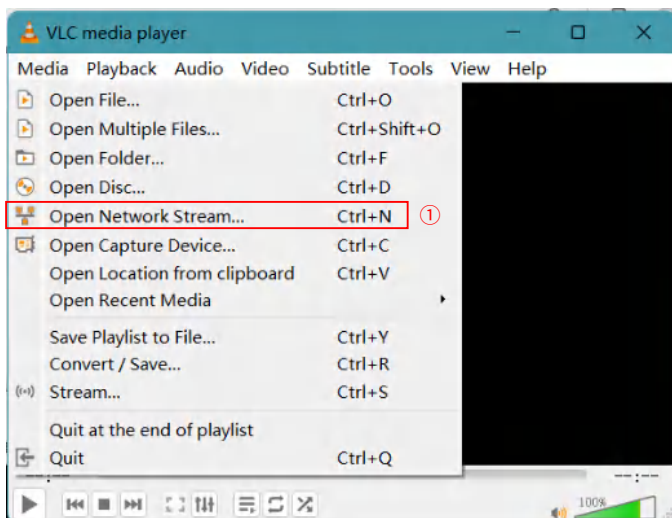 VLC media player
Media Playback Audio Video Subtitle Tools View Help
Open File... Ctrl+O
Open Multiple Files... Ctrl+Shift+O
Open Folder... Ctrl+F
Open Disc... Ctrl+D
Open Network Stream... Ctrl+N ①
Open Capture Device... Ctrl+C
Open Location from clipboard Ctrl+V
Open Recent Media
Save Playlist to File... Ctrl+Y
Convert / Save... Ctrl+R
Stream... Ctrl+S
Quit at the end of playlist
Quit Ctrl+Q
--:-- --:--
100%